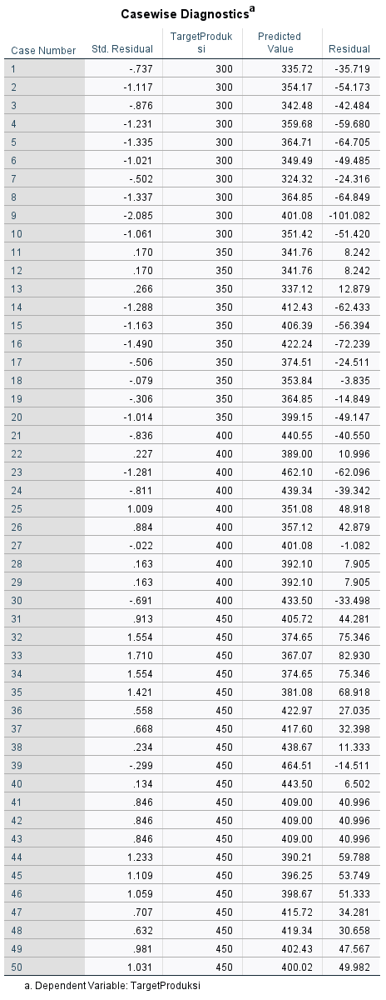 Casewise Diagnosticsa
Case Number Std. Residual TargetProduksi Predicted Value Residual
1 -.737 300 335.72 -35.719
2 -1.117 300 354.17 -54.173
3 -.876 300 342.48 -42.484
4 -1.231 300 359.68 -59.680
5 -1.335 300 364.71 -64.705
6 -1.021 300 349.49 -49.485
7 -.502 300 324.32 -24.316
8 -1.337 300 364.85 -64.849
9 -2.085 300 401.08 -101.082
10 -1.061 300 351.42 -51.420
11 .170 350 341.76 8.242
12 .170 350 341.76 8.242
13 .266 350 337.12 12.879
14 -1.288 350 412.43 -62.433
15 -1.163 350 406.39 -56.394
16 -1.490 350 422.24 -72.239
17 -.506 350 374.51 -24.511
18 -.079 350 353.84 -3.835
19 -.306 350 364.85 -14.849
20 -1.014 350 399.15 -49.147
21 -.836 400 440.55 -40.550
22 .227 400 389.00 10.996
23 -1.281 400 462.10 -62.096
24 -.811 400 439.34 -39.342
25 1.009 400 351.08 48.918
26 .884 400 357.12 42.879
27 -.022 400 401.08 -1.082
28 .163 400 392.10 7.905
29 .163 400 392.10 7.905
30 -.691 400 433.50 -33.498
31 .913 450 405.72 44.281
32 1.554 450 374.65 75.346
33 1.710 450 367.07 82.930
34 1.554 450 374.65 75.346
35 1.421 450 381.08 68.918
36 .558 450 422.97 27.035
37 .668 450 417.60 32.398
38 .234 450 438.67 11.333
39 -.299 450 464.51 -14.511
40 .134 450 443.50 6.502
41 .846 450 409.00 40.996
42 .846 450 409.00 40.996
43 .846 450 409.00 40.996
44 1.233 450 390.21 59.788
45 1.109 450 396.25 53.749
46 1.059 450 398.67 51.333
47 .707 450 415.72 34.281
48 .632 450 419.34 30.658
49 .981 450 402.43 47.567
50 1.031 450 400.02 49.982
a. Dependent Variable: TargetProduksi